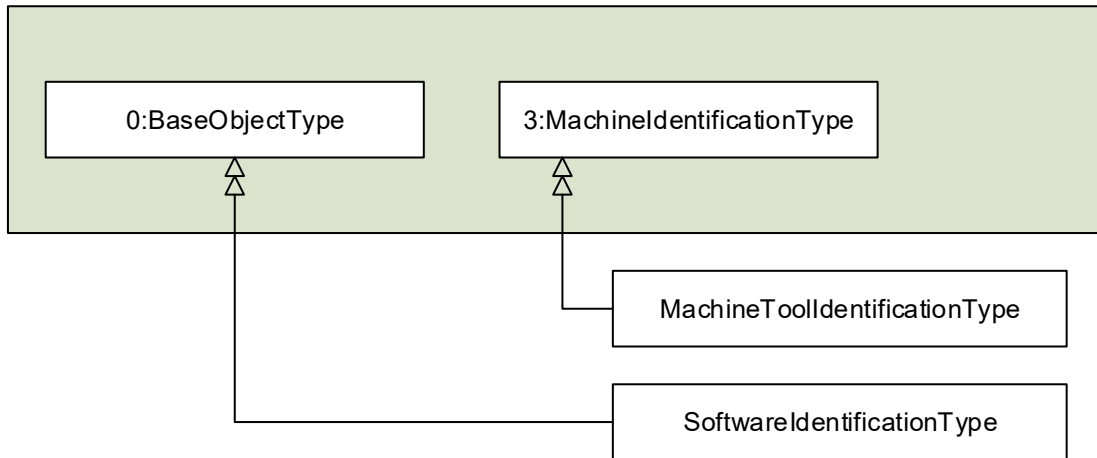 0:BaseObjectType
3:MachineIdentificationType
MachineToolIdentificationType
SoftwareIdentificationType